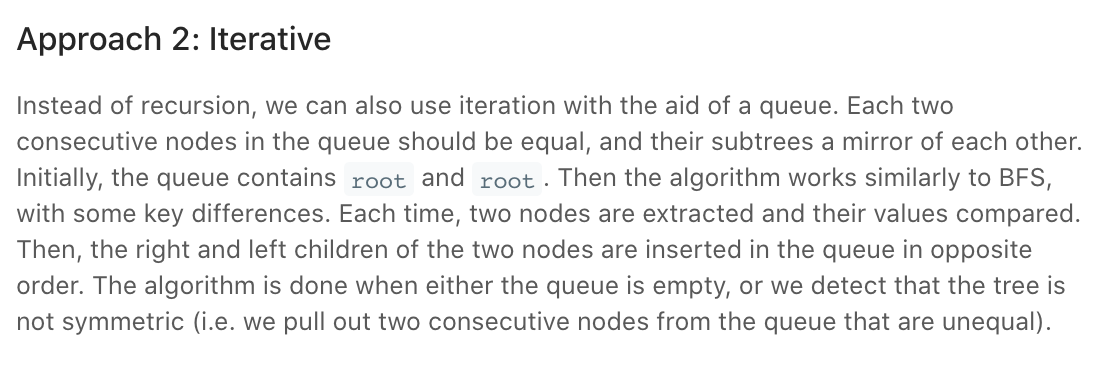 Approach 2: Iterative
Instead of recursion, we can also use iteration with the aid of a queue. Each two
consecutive nodes in the queue should be equal, and their subtrees a mirror of each other.
Initially, the queue contains root and root. Then the algorithm works similarly to BFS,
with some key differences. Each time, two nodes are extracted and their values compared.
Then, the right and left children of the two nodes are inserted in the queue in opposite
order. The algorithm is done when either the queue is empty, or we detect that the tree is
not symmetric (i.e. we pull out two consecutive nodes from the queue that are unequal).